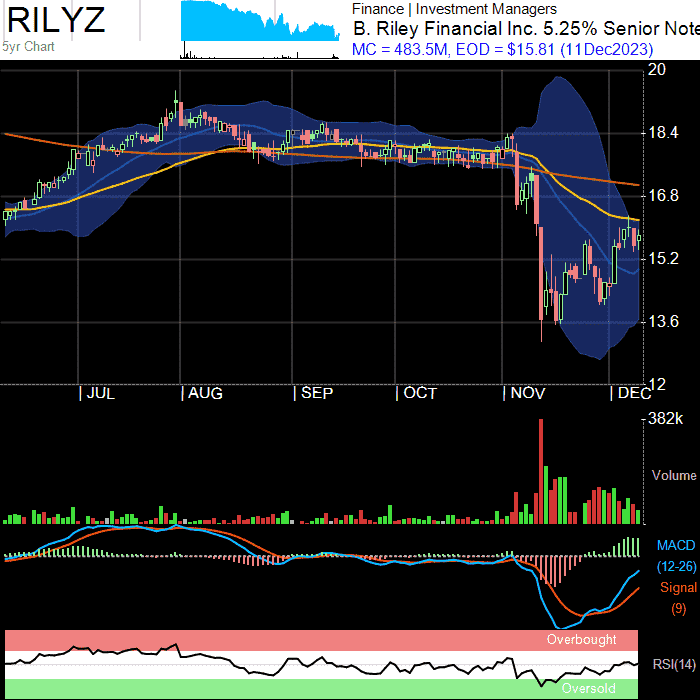 RILYZ
Finance | Investment Managers
B. Riley Financial Inc. 5.25% Senior Note
5yr Chart
MC = 483.5M, EOD = $15.81 (11Dec2023)
20
18.4
16.8
15.2
13.6
12
| JUL
| AUG
| SEP
| OCT
| NOV
| DEC
382k
Volume
MACD
(12-26)
Signal
(9)
Overbought
RSI(14)
Oversold